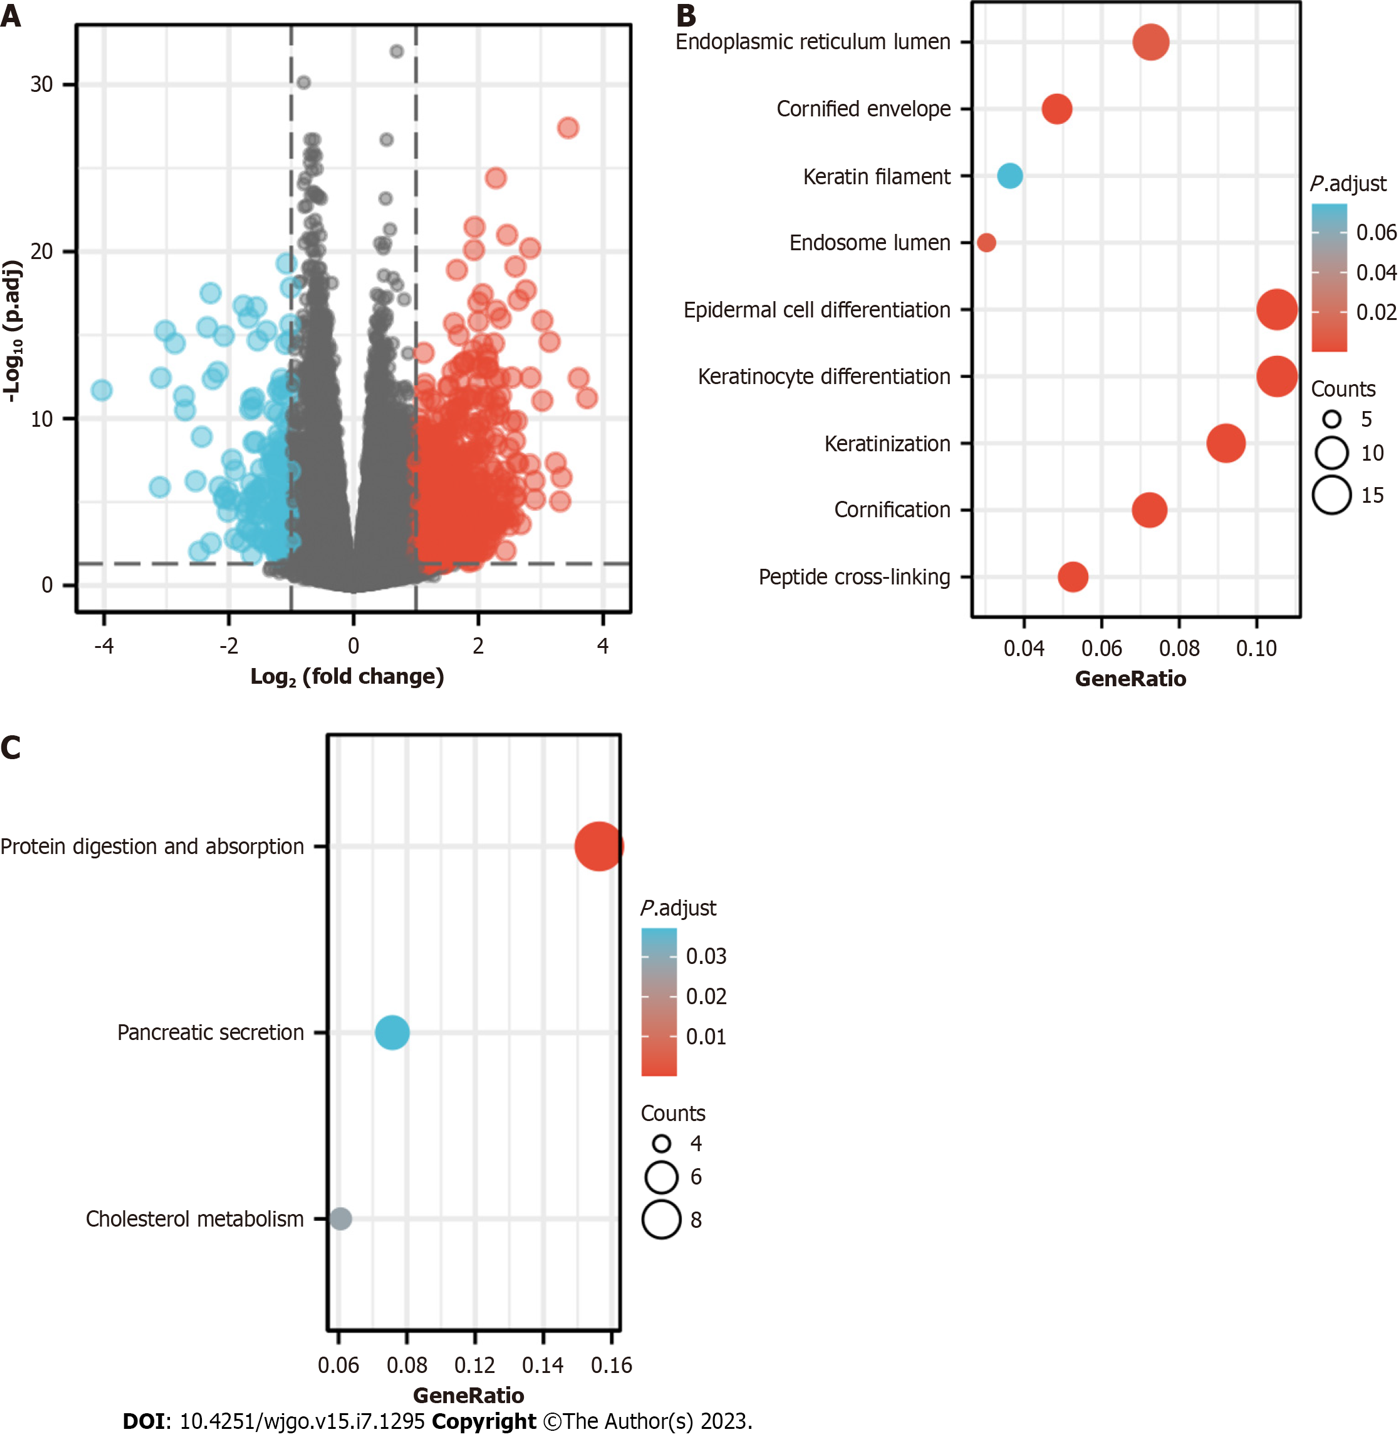 A
30
20
10
0
-Log10 (p.adj)
-4 -2 0 2 4
Log2 (fold change)
B
Endoplasmic reticulum lumen
Cornified envelope
Keratin filament
Endosome lumen
Epidermal cell differentiation
Keratinocyte differentiation
Keratinization
Cornification
Peptide cross-linking
0.04 0.06 0.08 0.10
GeneRatio
P.adjust
0.06
0.04
0.02
Counts
5
10
15
C
Protein digestion and absorption
Pancreatic secretion
Cholesterol metabolism
0.06 0.08 0.12 0.14 0.16
GeneRatio
P.adjust
0.03
0.02
0.01
Counts
4
6
8
DOI: 10.4251/wjgo.v15.i7.1295 Copyright ©The Author(s) 2023.